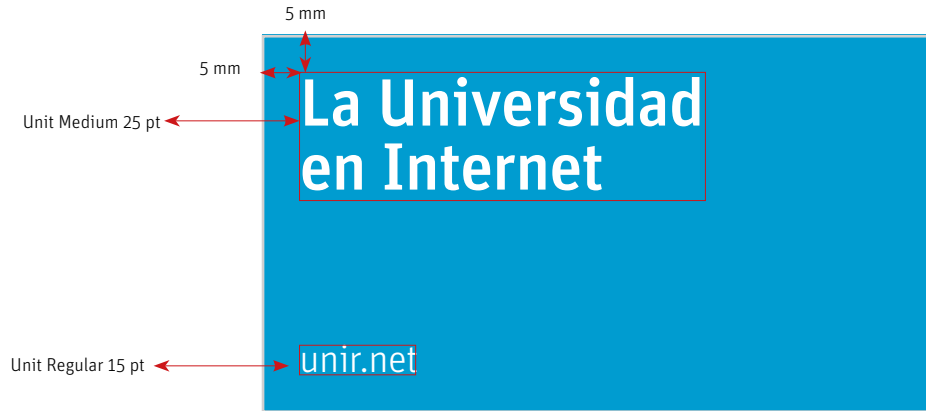 5 mm
5 mm
La Universidad
Unit Medium 25 pt
en Internet
unir.net
Unit Regular 15 pt